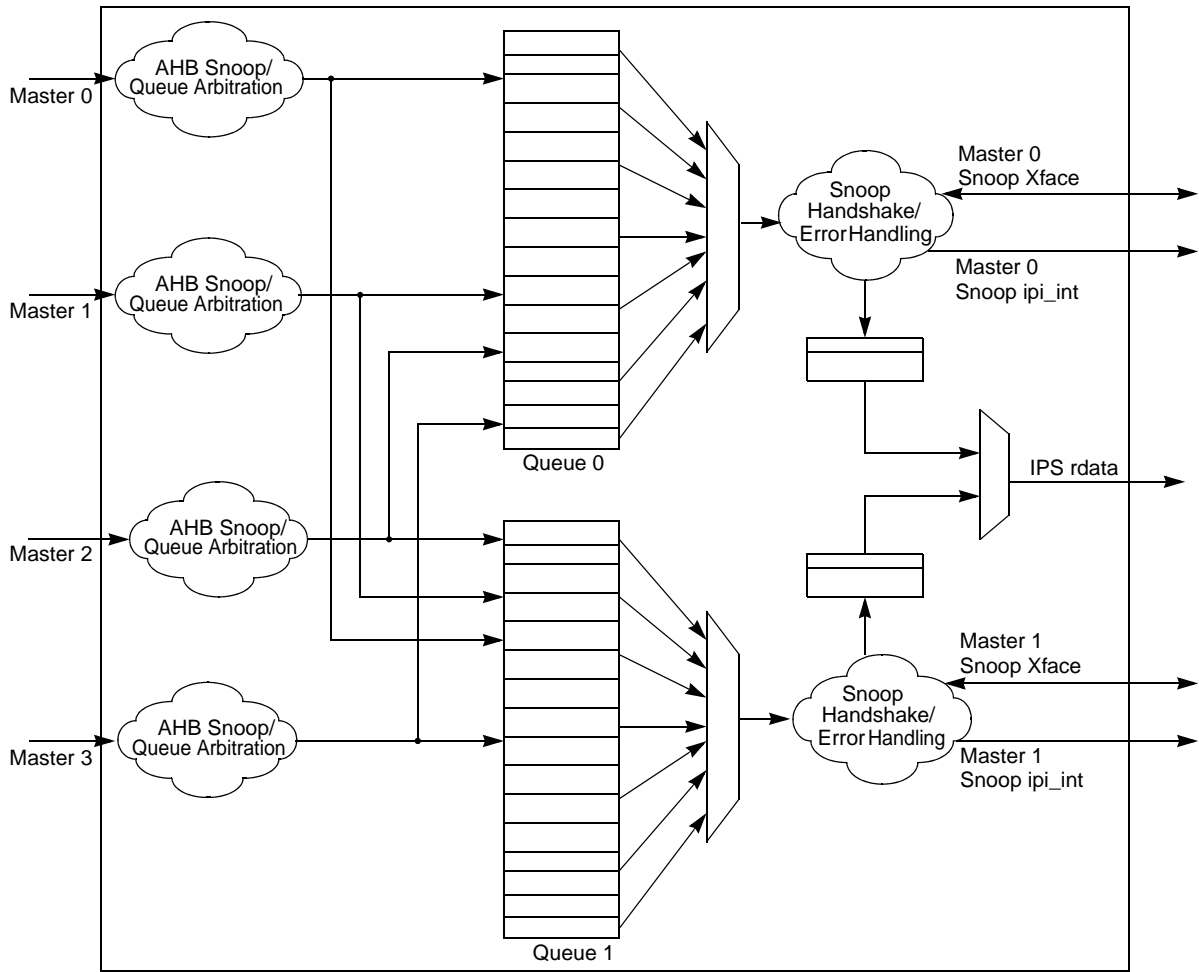 Master 0
AHB Snoop/
Queue Arbitration
Master 1
AHB Snoop/
Queue Arbitration
Master 2
AHB Snoop/
Queue Arbitration
Master 3
AHB Snoop/
Queue Arbitration
Queue 0
Queue 1
Snoop
Handshake/
Error Handling
Master 0
Snoop Xface
Master 0
Snoop ipi_int
IPS rdata
Snoop
Handshake/
Error Handling
Master 1
Snoop Xface
Master 1
Snoop ipi_int